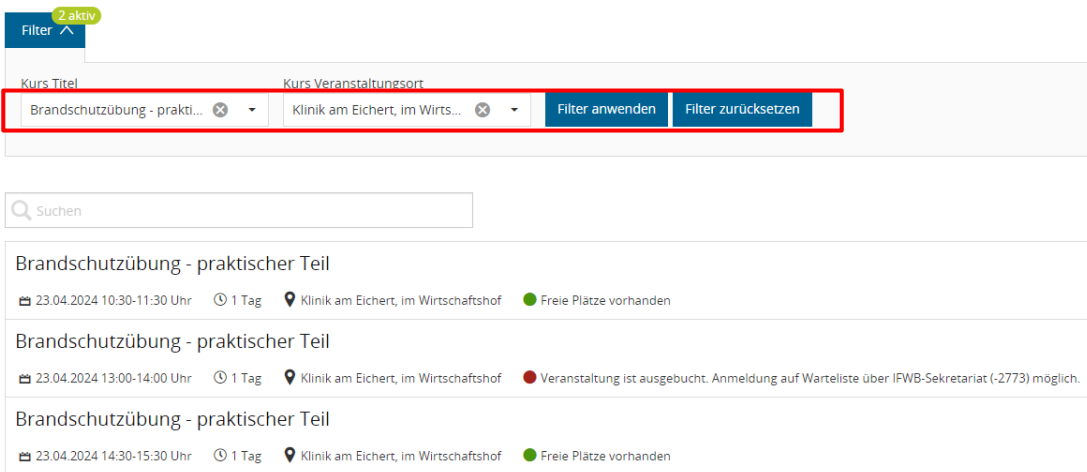 2 aktiv
Filter
Kurs Titel Kurs Veranstaltungsort
Brandschutzübung - prakti... Klinik am Eichert, im Wirts... Filter anwenden Filter zurücksetzen
Suchen
Brandschutzübung - praktischer Teil
23.04.2024 10:30-11:30 Uhr 1 Tag Klinik am Eichert, im Wirtschaftshof Freie Plätze vorhanden
Brandschutzübung - praktischer Teil
23.04.2024 13:00-14:00 Uhr 1 Tag Klinik am Eichert, im Wirtschaftshof Veranstaltung ist ausgebucht. Anmeldung auf Warteliste über IFWB-Sekretariat (-2773) möglich.
Brandschutzübung - praktischer Teil
23.04.2024 14:30-15:30 Uhr 1 Tag Klinik am Eichert, im Wirtschaftshof Freie Plätze vorhanden